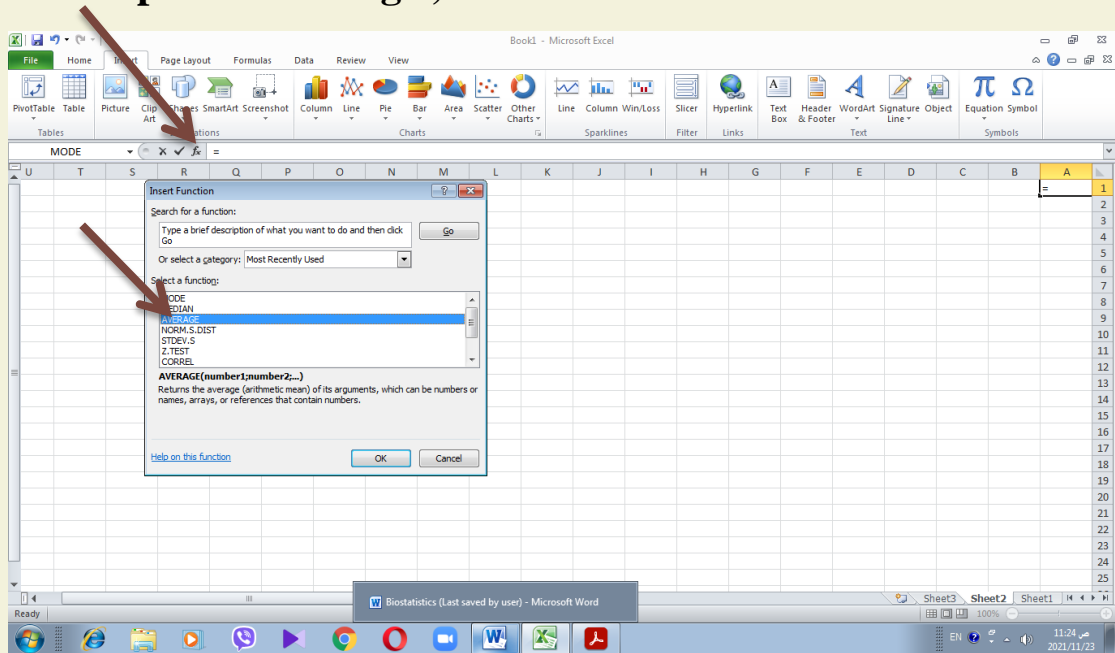 Book1 - Microsoft Excel
File Home Insert Page Layout Formulas Data Review View
PivotTable Table Picture Clip Art Shapes SmartArt Screenshot Column Line Pie Bar Area Scatter Other Charts Line Column Win/Loss Slicer Hyperlink Text Box Header & Footer WordArt Signature Line Object Equation Symbol
Tables Charts Sparklines Filter Links Text Symbols
MODE fx =
U T S R Q P O N M L K J I H G F E D C B A
= 1
2
3
4
5
6
7
8
9
10
11
12
13
14
15
16
17
18
19
20
21
22
23
24
25
Insert Function
Search for a function:
Type a brief description of what you want to do and then click Go
Go
Or select a category: Most Recently Used
Select a function:
MODE
MEDIAN
AVERAGE
NORM.S.DIST
STDEV.S
Z.TEST
CORREL
AVERAGE(number1;number2;...)
Returns the average (arithmetic mean) of its arguments, which can be numbers or
names, arrays, or references that contain numbers.
Help on this function OK Cancel
Biostatistics (Last saved by user) - Microsoft Word
Sheet3 Sheet2 Sheet1
Ready 100%
EN 11:24 ص
2021/11/23